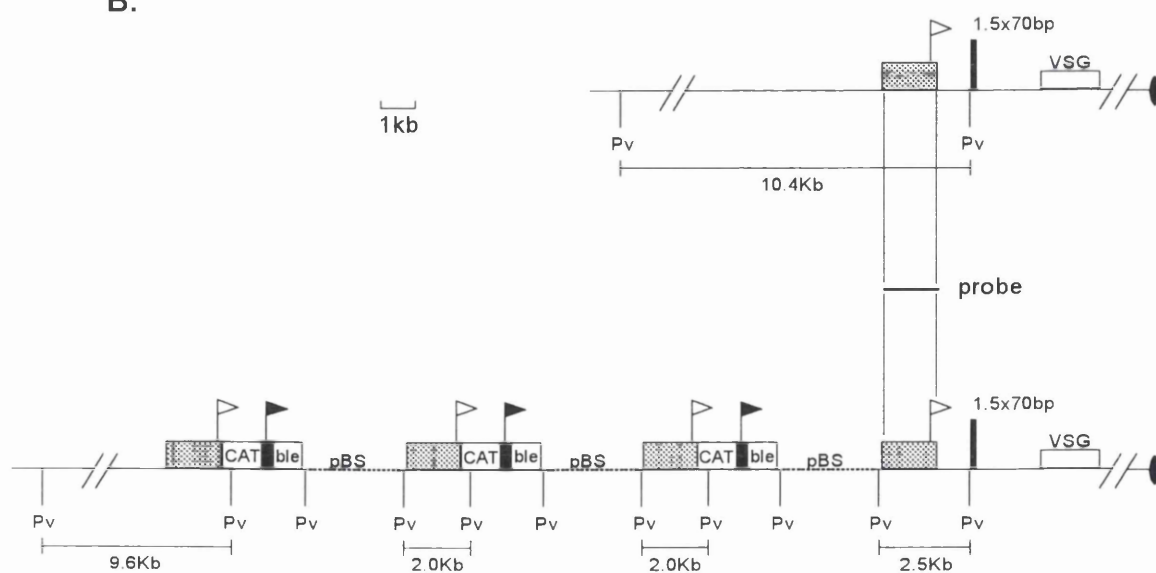 B.
1.5x70bp
VSG
1kb
Pv Pv
10.4Kb
probe
1.5x70bp
CAT ble CAT ble CAT ble VSG
pBS pBS pBS
Pv Pv Pv Pv Pv Pv Pv Pv Pv Pv Pv
9.6Kb 2.0Kb 2.0Kb 2.5Kb